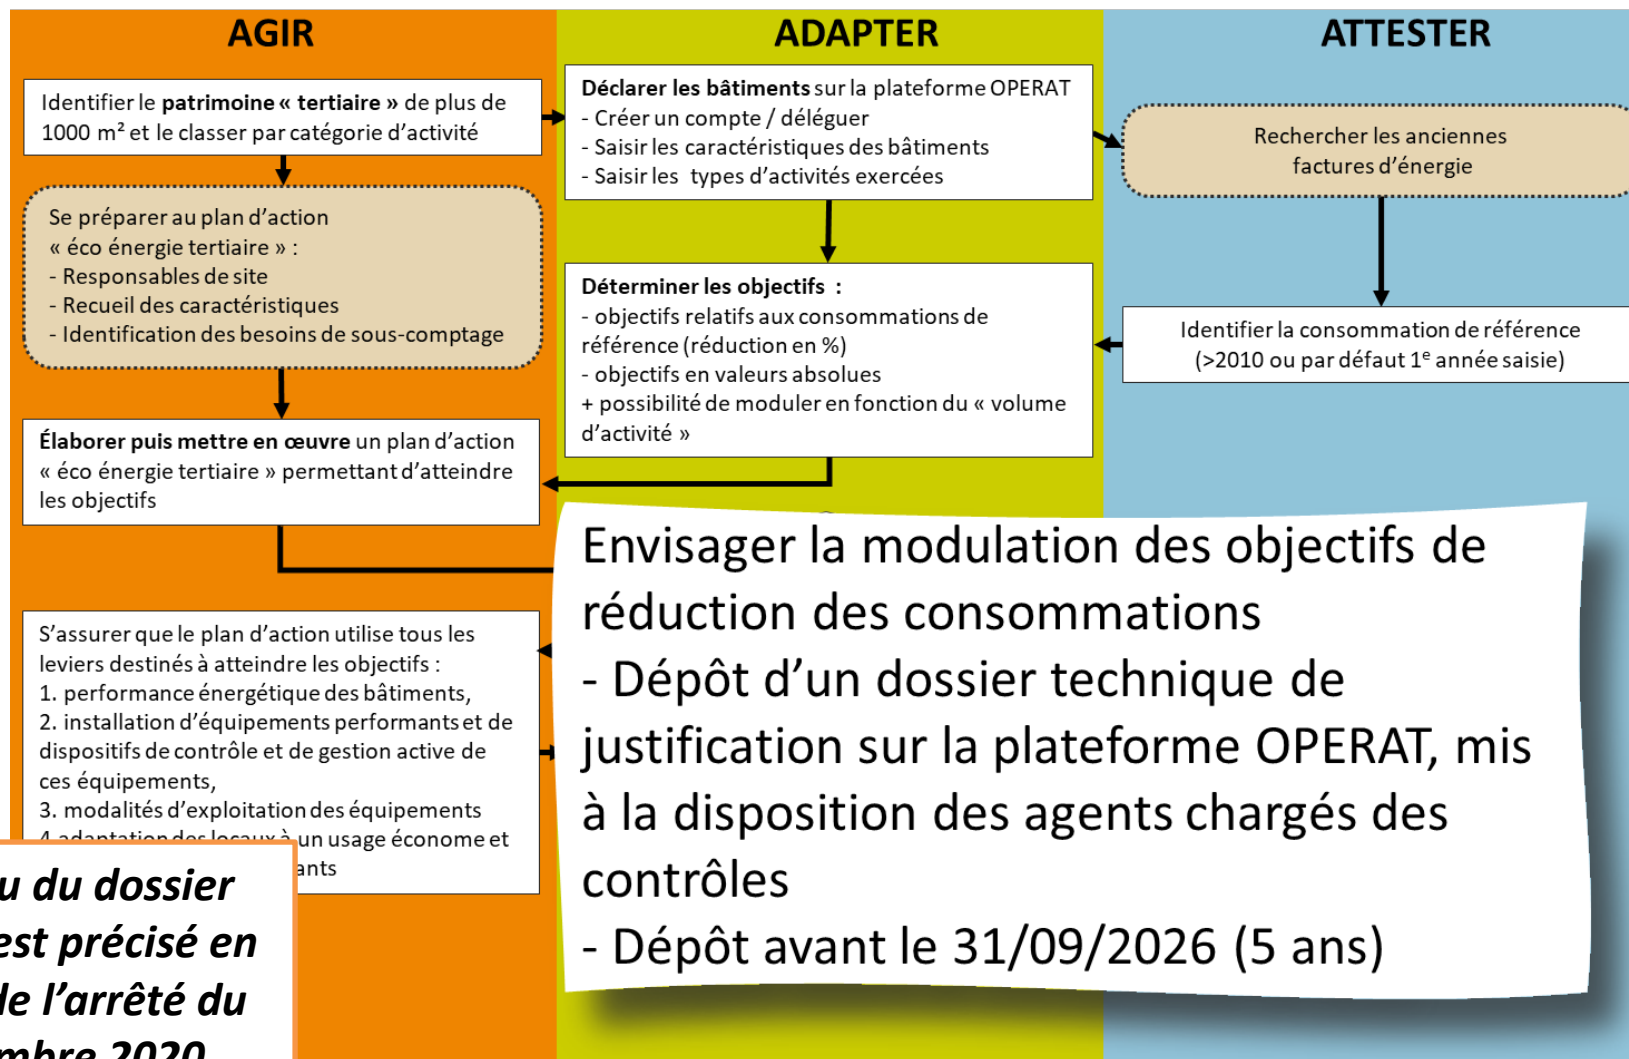 AGIR
Identifier le patrimoine « tertiaire » de plus de
1000 m² et le classer par catégorie d’activité
Se préparer au plan d’action
« éco énergie tertiaire » :
- Responsables de site
- Recueil des caractéristiques
- Identification des besoins de sous-comptage
Élaborer puis mettre en œuvre un plan d’action
« éco énergie tertiaire » permettant d’atteindre
les objectifs
S’assurer que le plan d’action utilise tous les
leviers destinés à atteindre les objectifs :
1. performance énergétique des bâtiments,
2. installation d’équipements performants et de
dispositifs de contrôle et de gestion active de
ces équipements,
3. modalités d’exploitation des équipements
4 adaptation des locaux à un usage économe et
ants
u du dossier
est précisé en
de l’arrêté du
mbre 2020
ADAPTER
Déclarer les bâtiments sur la plateforme OPERAT
- Créer un compte / déléguer
- Saisir les caractéristiques des bâtiments
- Saisir les types d’activités exercées
Déterminer les objectifs :
- objectifs relatifs aux consommations de
référence (réduction en %)
- objectifs en valeurs absolues
+ possibilité de moduler en fonction du « volume
d’activité »
Envisager la modulation des objectifs de
réduction des consommations
- Dépôt d’un dossier technique de
justification sur la plateforme OPERAT, mis
à la disposition des agents chargés des
contrôles
- Dépôt avant le 31/09/2026 (5 ans)
ATTESTER
Rechercher les anciennes
factures d’énergie
Identifier la consommation de référence
(>2010 ou par défaut 1ᵉ année saisie)